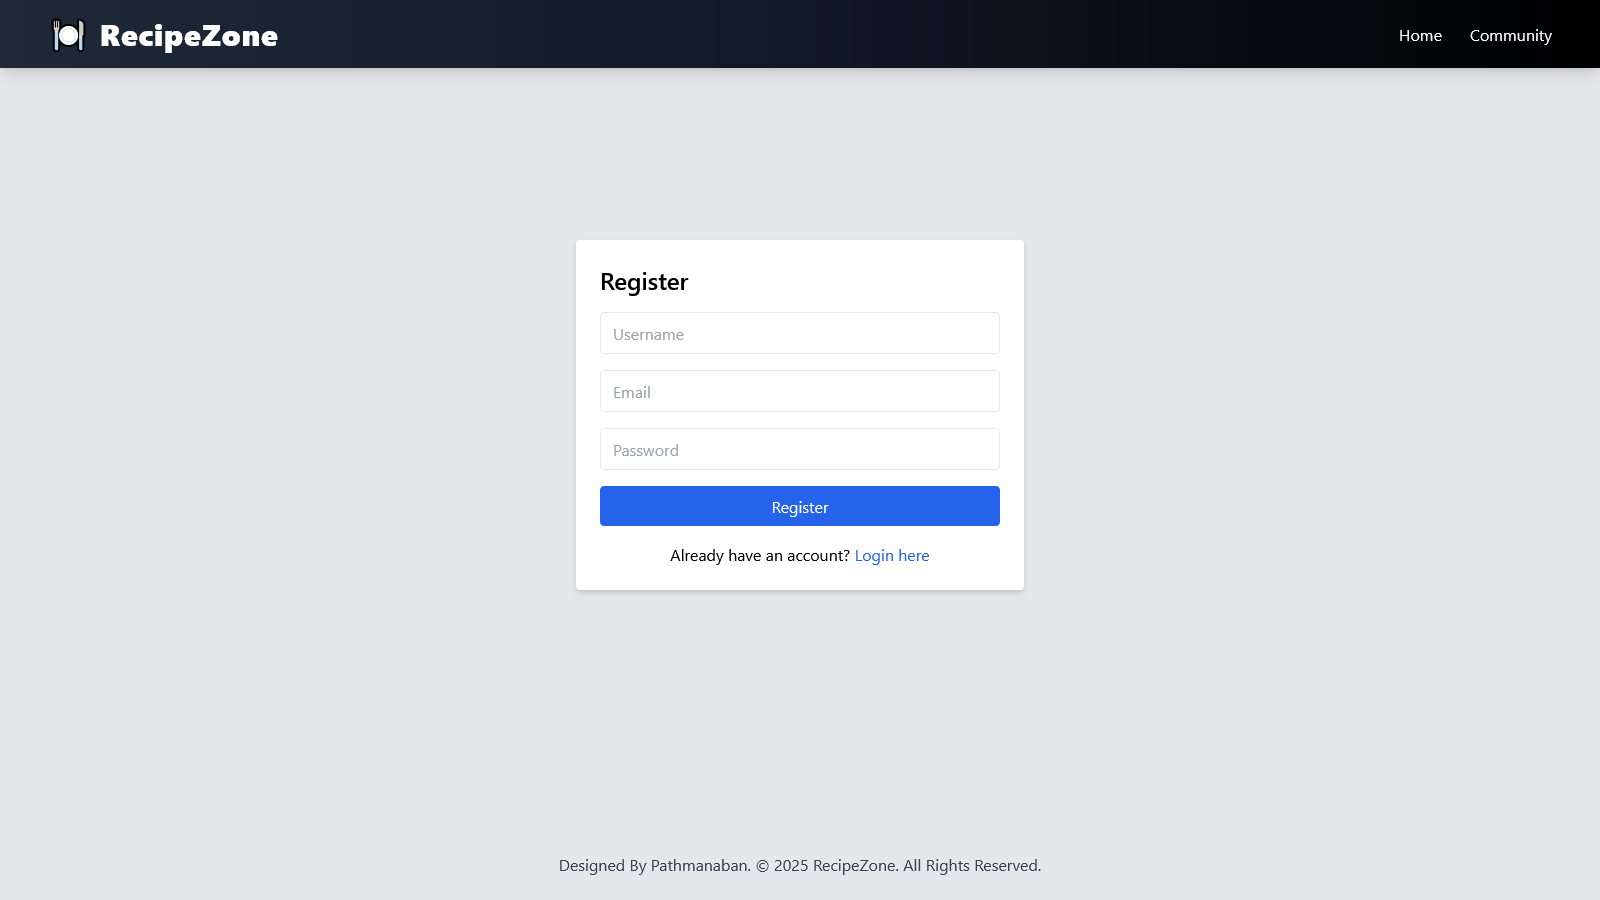 RecipeZone
Home
Community
Register
Username
Email
Password
Register
Already have an account? Login here
Designed By Pathmanaban. © 2025 RecipeZone. All Rights Reserved.